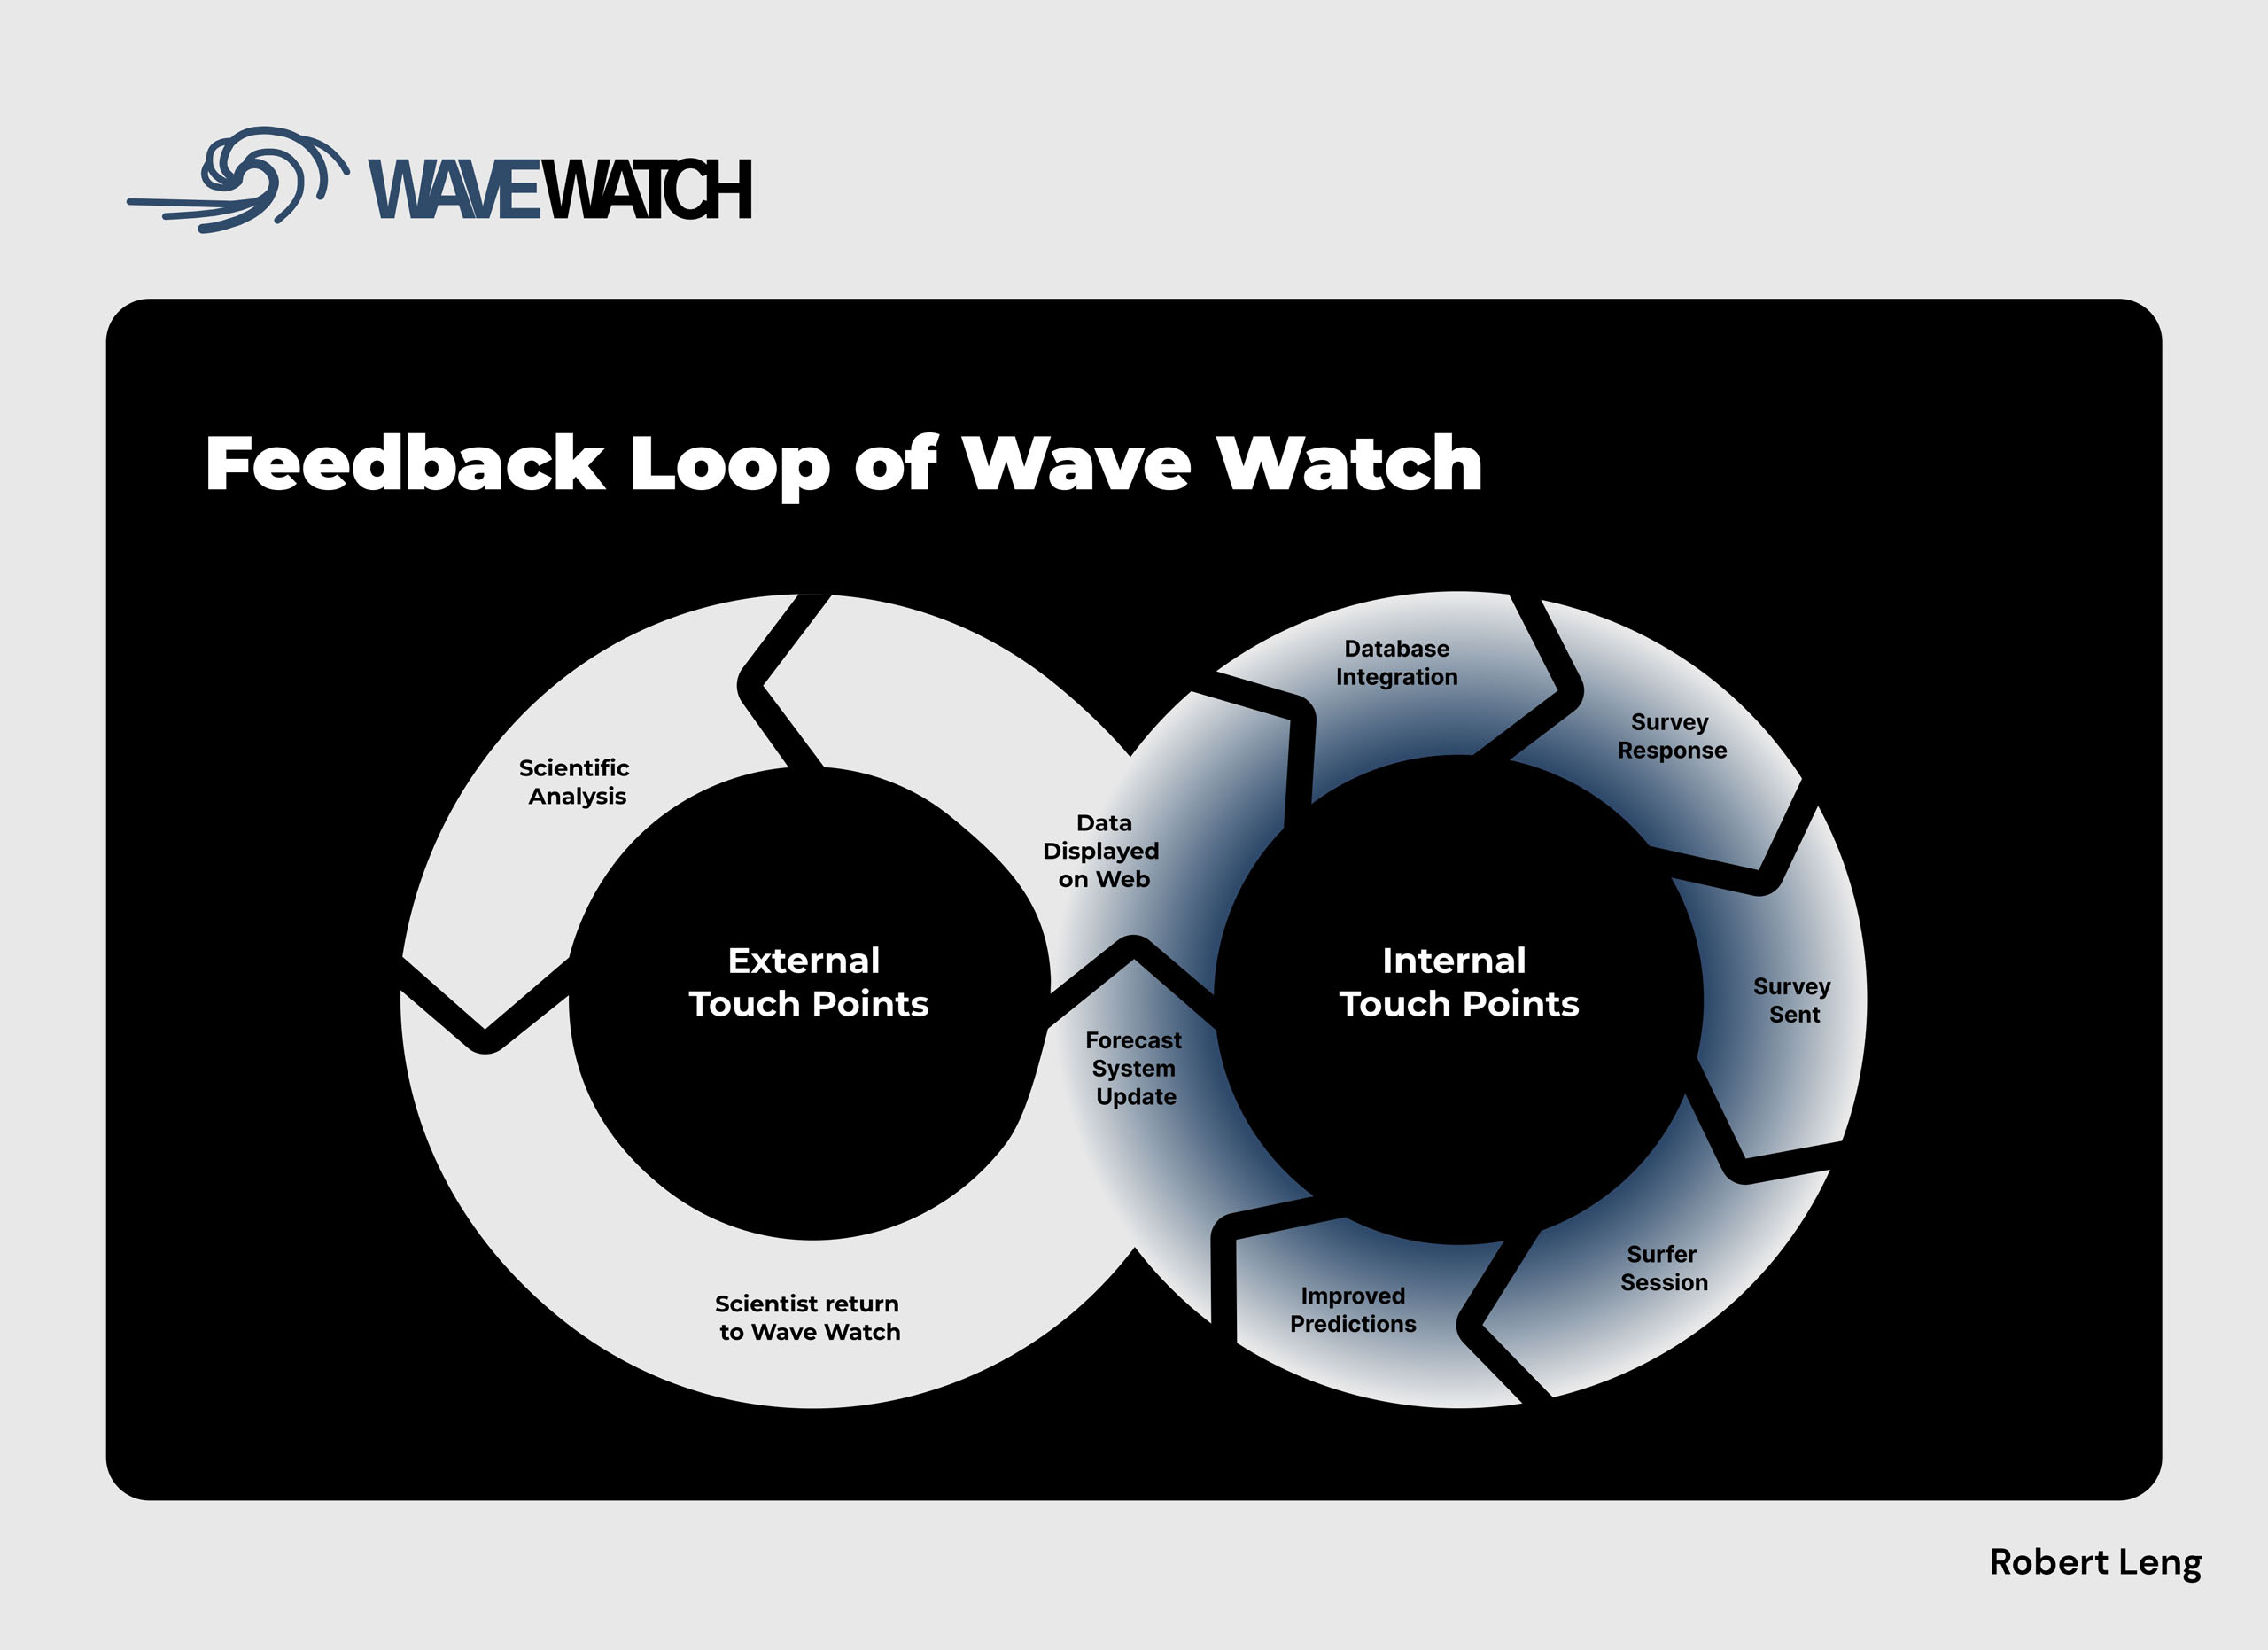 WAVEWATCH
Feedback Loop of Wave Watch
Database
Integration
Survey
Response
Scientific
Analysis
Data
Displayed
on Web
External
Touch Points
Internal
Touch Points
Survey
Sent
Forecast
System
Update
Surfer
Session
Improved
Predictions
Scientist return
to Wave Watch
Robert Leng